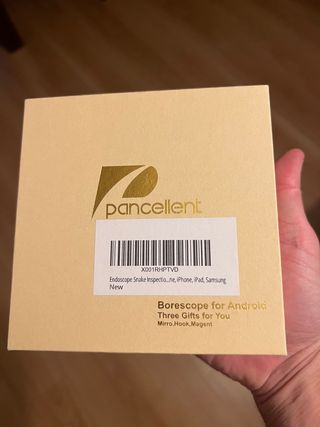 pancellent
X001RHPTVD
Endoscope Snake Inspectio...ne, iPhone, iPad, Samsung
New
Borescope for Android
Three Gifts for You
Mirro,Hook,Magent